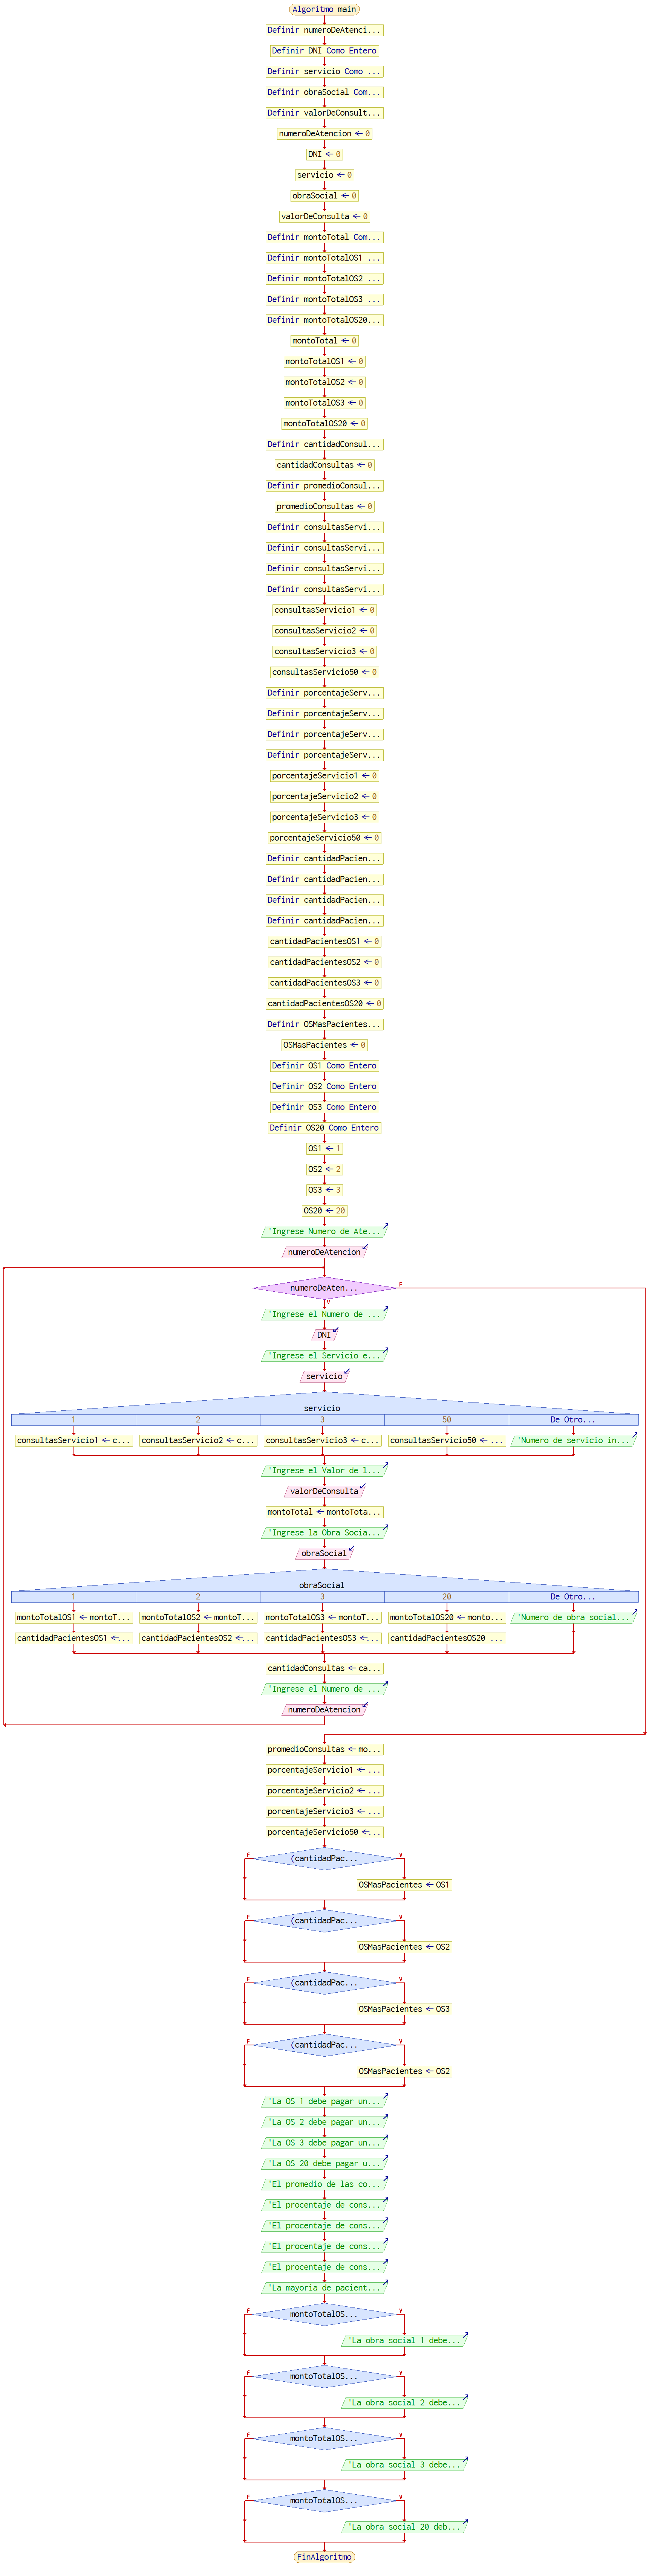 Algoritmo main
Definir numeroDeAtenci...
Definir DNI Como Entero
Definir servicio Como ...
Definir obraSocial Com...
Definir valorDeConsult...
numeroDeAtencion ← 0
DNI ← 0
servicio ← 0
obraSocial ← 0
valorDeConsulta ← 0
Definir montoTotal Com...
Definir montoTotalOS1 ...
Definir montoTotalOS2 ...
Definir montoTotalOS3 ...
Definir montoTotalOS20...
montoTotal ← 0
montoTotalOS1 ← 0
montoTotalOS2 ← 0
montoTotalOS3 ← 0
montoTotalOS20 ← 0
Definir cantidadConsul...
cantidadConsultas ← 0
Definir promedioConsul...
promedioConsultas ← 0
Definir consultasServi...
Definir consultasServi...
Definir consultasServi...
Definir consultasServi...
consultasServicio1 ← 0
consultasServicio2 ← 0
consultasServicio3 ← 0
consultasServicio50 ← 0
Definir porcentajeServ...
Definir porcentajeServ...
Definir porcentajeServ...
Definir porcentajeServ...
porcentajeServicio1 ← 0
porcentajeServicio2 ← 0
porcentajeServicio3 ← 0
porcentajeServicio50 ← 0
Definir cantidadPacien...
Definir cantidadPacien...
Definir cantidadPacien...
Definir cantidadPacien...
cantidadPacientesOS1 ← 0
cantidadPacientesOS2 ← 0
cantidadPacientesOS3 ← 0
cantidadPacientesOS20 ← 0
Definir OSMasPacientes...
OSMasPacientes ← 0
Definir OS1 Como Entero
Definir OS2 Como Entero
Definir OS3 Como Entero
Definir OS20 Como Entero
OS1 ← 1
OS2 ← 2
OS3 ← 3
OS20 ← 20
'Ingrese Numero de Ate...
numeroDeAtencion
numeroDeAten... F
V
'Ingrese el Numero de ...
DNI
'Ingrese el Servicio e...
servicio
servicio
1 2 3 50 De Otro...
consultasServicio1 ← c... consultasServicio2 ← c... consultasServicio3 ← c... consultasServicio50 ← ... 'Numero de servicio in...
'Ingrese el Valor de l...
valorDeConsulta
montoTotal ← montoTota...
'Ingrese la Obra Socia...
obraSocial
obraSocial
1 2 3 20 De Otro...
montoTotalOS1 ← montoT... montoTotalOS2 ← montoT... montoTotalOS3 ← montoT... montoTotalOS20 ← monto... 'Numero de obra social...
cantidadPacientesOS1 ←... cantidadPacientesOS2 ←... cantidadPacientesOS3 ←... cantidadPacientesOS20 ...
cantidadConsultas ← ca...
'Ingrese el Numero de ...
numeroDeAtencion
promedioConsultas ← mo...
porcentajeServicio1 ← ...
porcentajeServicio2 ← ...
porcentajeServicio3 ← ...
porcentajeServicio50 ←...
F (cantidadPac... V
OSMasPacientes ← OS1
F (cantidadPac... V
OSMasPacientes ← OS2
F (cantidadPac... V
OSMasPacientes ← OS3
F (cantidadPac... V
OSMasPacientes ← OS2
'La OS 1 debe pagar un...
'La OS 2 debe pagar un...
'La OS 3 debe pagar un...
'La OS 20 debe pagar u...
'El promedio de las co...
'El procentaje de cons...
'El procentaje de cons...
'El procentaje de cons...
'El procentaje de cons...
'La mayoria de pacient...
F montoTotalOS... V
'La obra social 1 debe...
F montoTotalOS... V
'La obra social 2 debe...
F montoTotalOS... V
'La obra social 3 debe...
F montoTotalOS... V
'La obra social 20 deb...
FinAlgoritmo